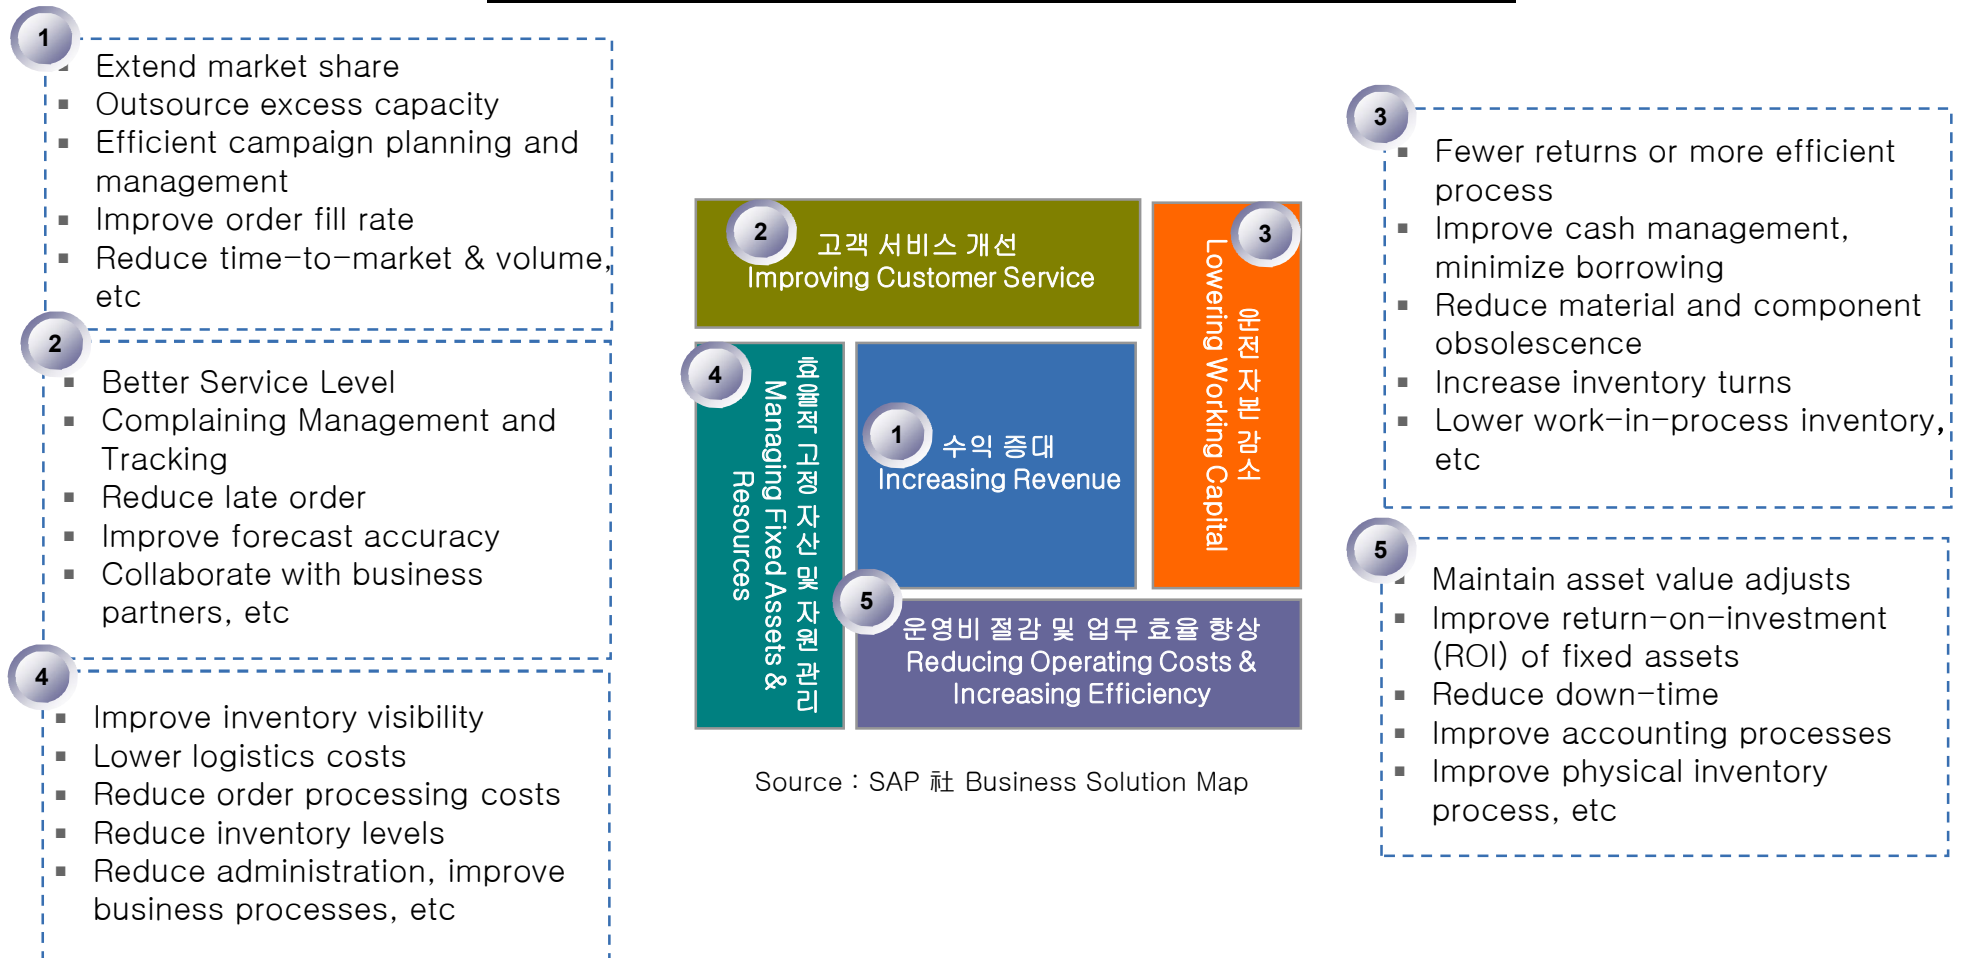 1
▪ Extend market share
▪ Outsource excess capacity
▪ Efficient campaign planning and
management
▪ Improve order fill rate
▪ Reduce time-to-market & volume,
etc
2
▪ Better Service Level
▪ Complaining Management and
Tracking
▪ Reduce late order
▪ Improve forecast accuracy
▪ Collaborate with business
partners, etc
4
▪ Improve inventory visibility
▪ Lower logistics costs
▪ Reduce order processing costs
▪ Reduce inventory levels
▪ Reduce administration, improve
business processes, etc
2
고객 서비스 개선
Improving Customer Service
3
운전 자본 감소
Lowering Working Capital
4
효율적 고정 자산 및 자원 관리
Managing Fixed Assets &
Resources
1
수익 증대
Increasing Revenue
5
운영비 절감 및 업무 효율 향상
Reducing Operating Costs &
Increasing Efficiency
Source : SAP 社 Business Solution Map
3
▪ Fewer returns or more efficient
process
▪ Improve cash management,
minimize borrowing
▪ Reduce material and component
obsolescence
▪ Increase inventory turns
▪ Lower work-in-process inventory,
etc
5
▪ Maintain asset value adjusts
▪ Improve return-on-investment
(ROI) of fixed assets
▪ Reduce down-time
▪ Improve accounting processes
▪ Improve physical inventory
process, etc